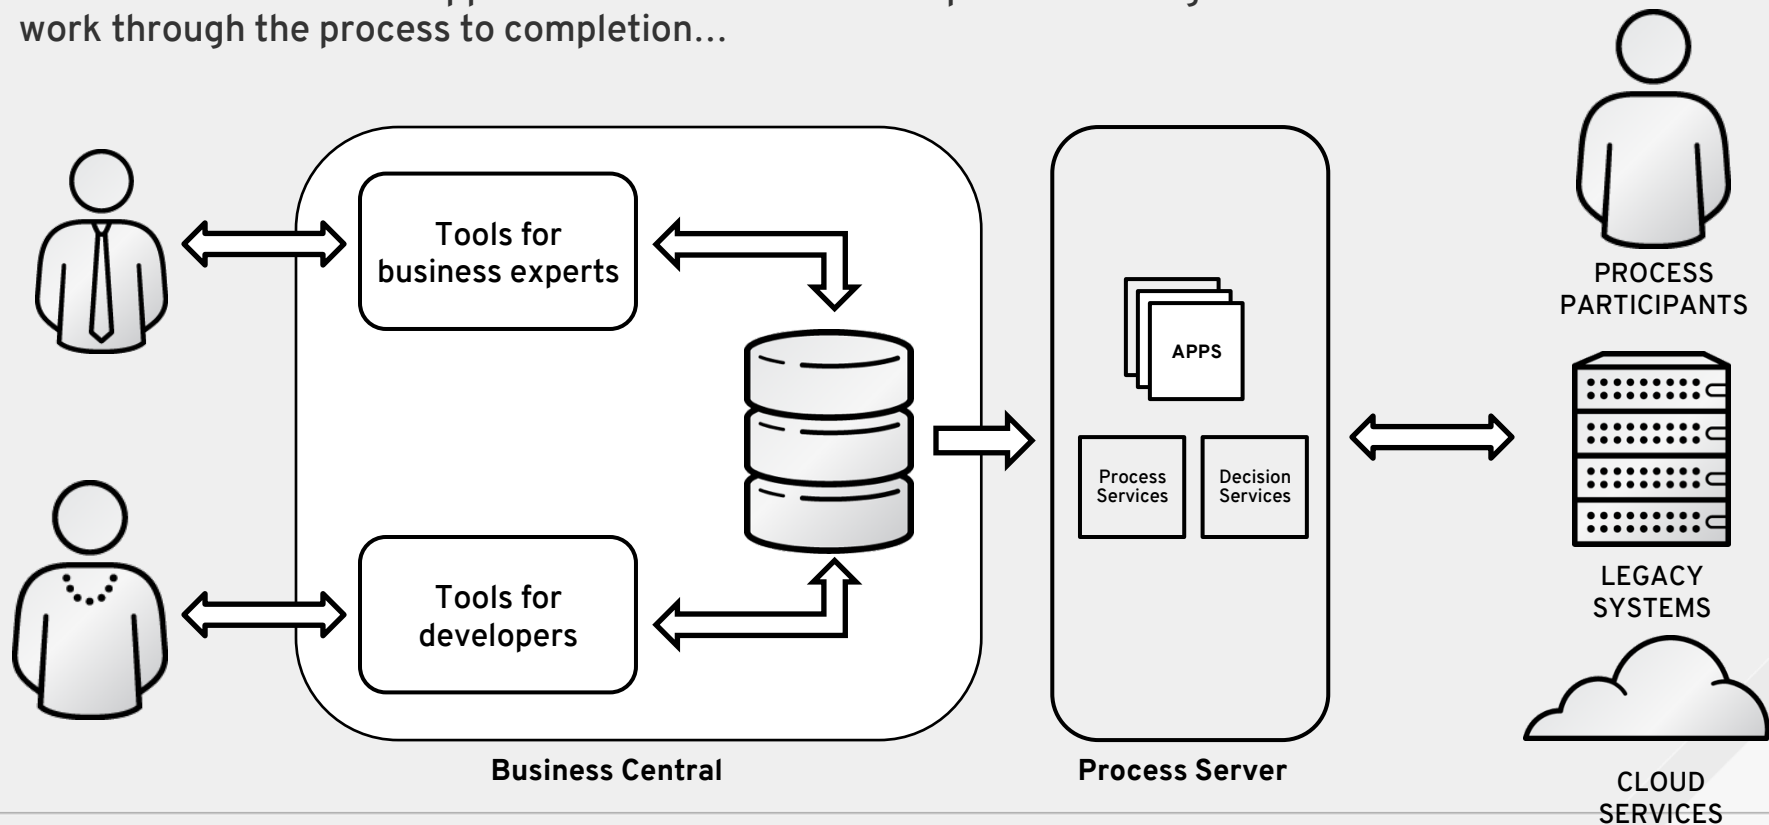 work through the process to completion...
Tools for
business experts
Tools for
developers
Business Central
APPS
Process
Services
Decision
Services
Process Server
PROCESS
PARTICIPANTS
LEGACY
SYSTEMS
CLOUD
SERVICES